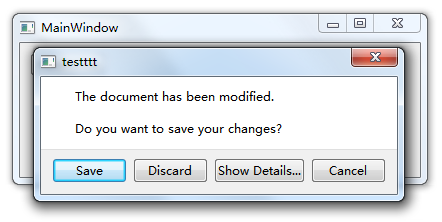 MainWindow
testttt
The document has been modified.
Do you want to save your changes?
Save
Discard
Show Details...
Cancel